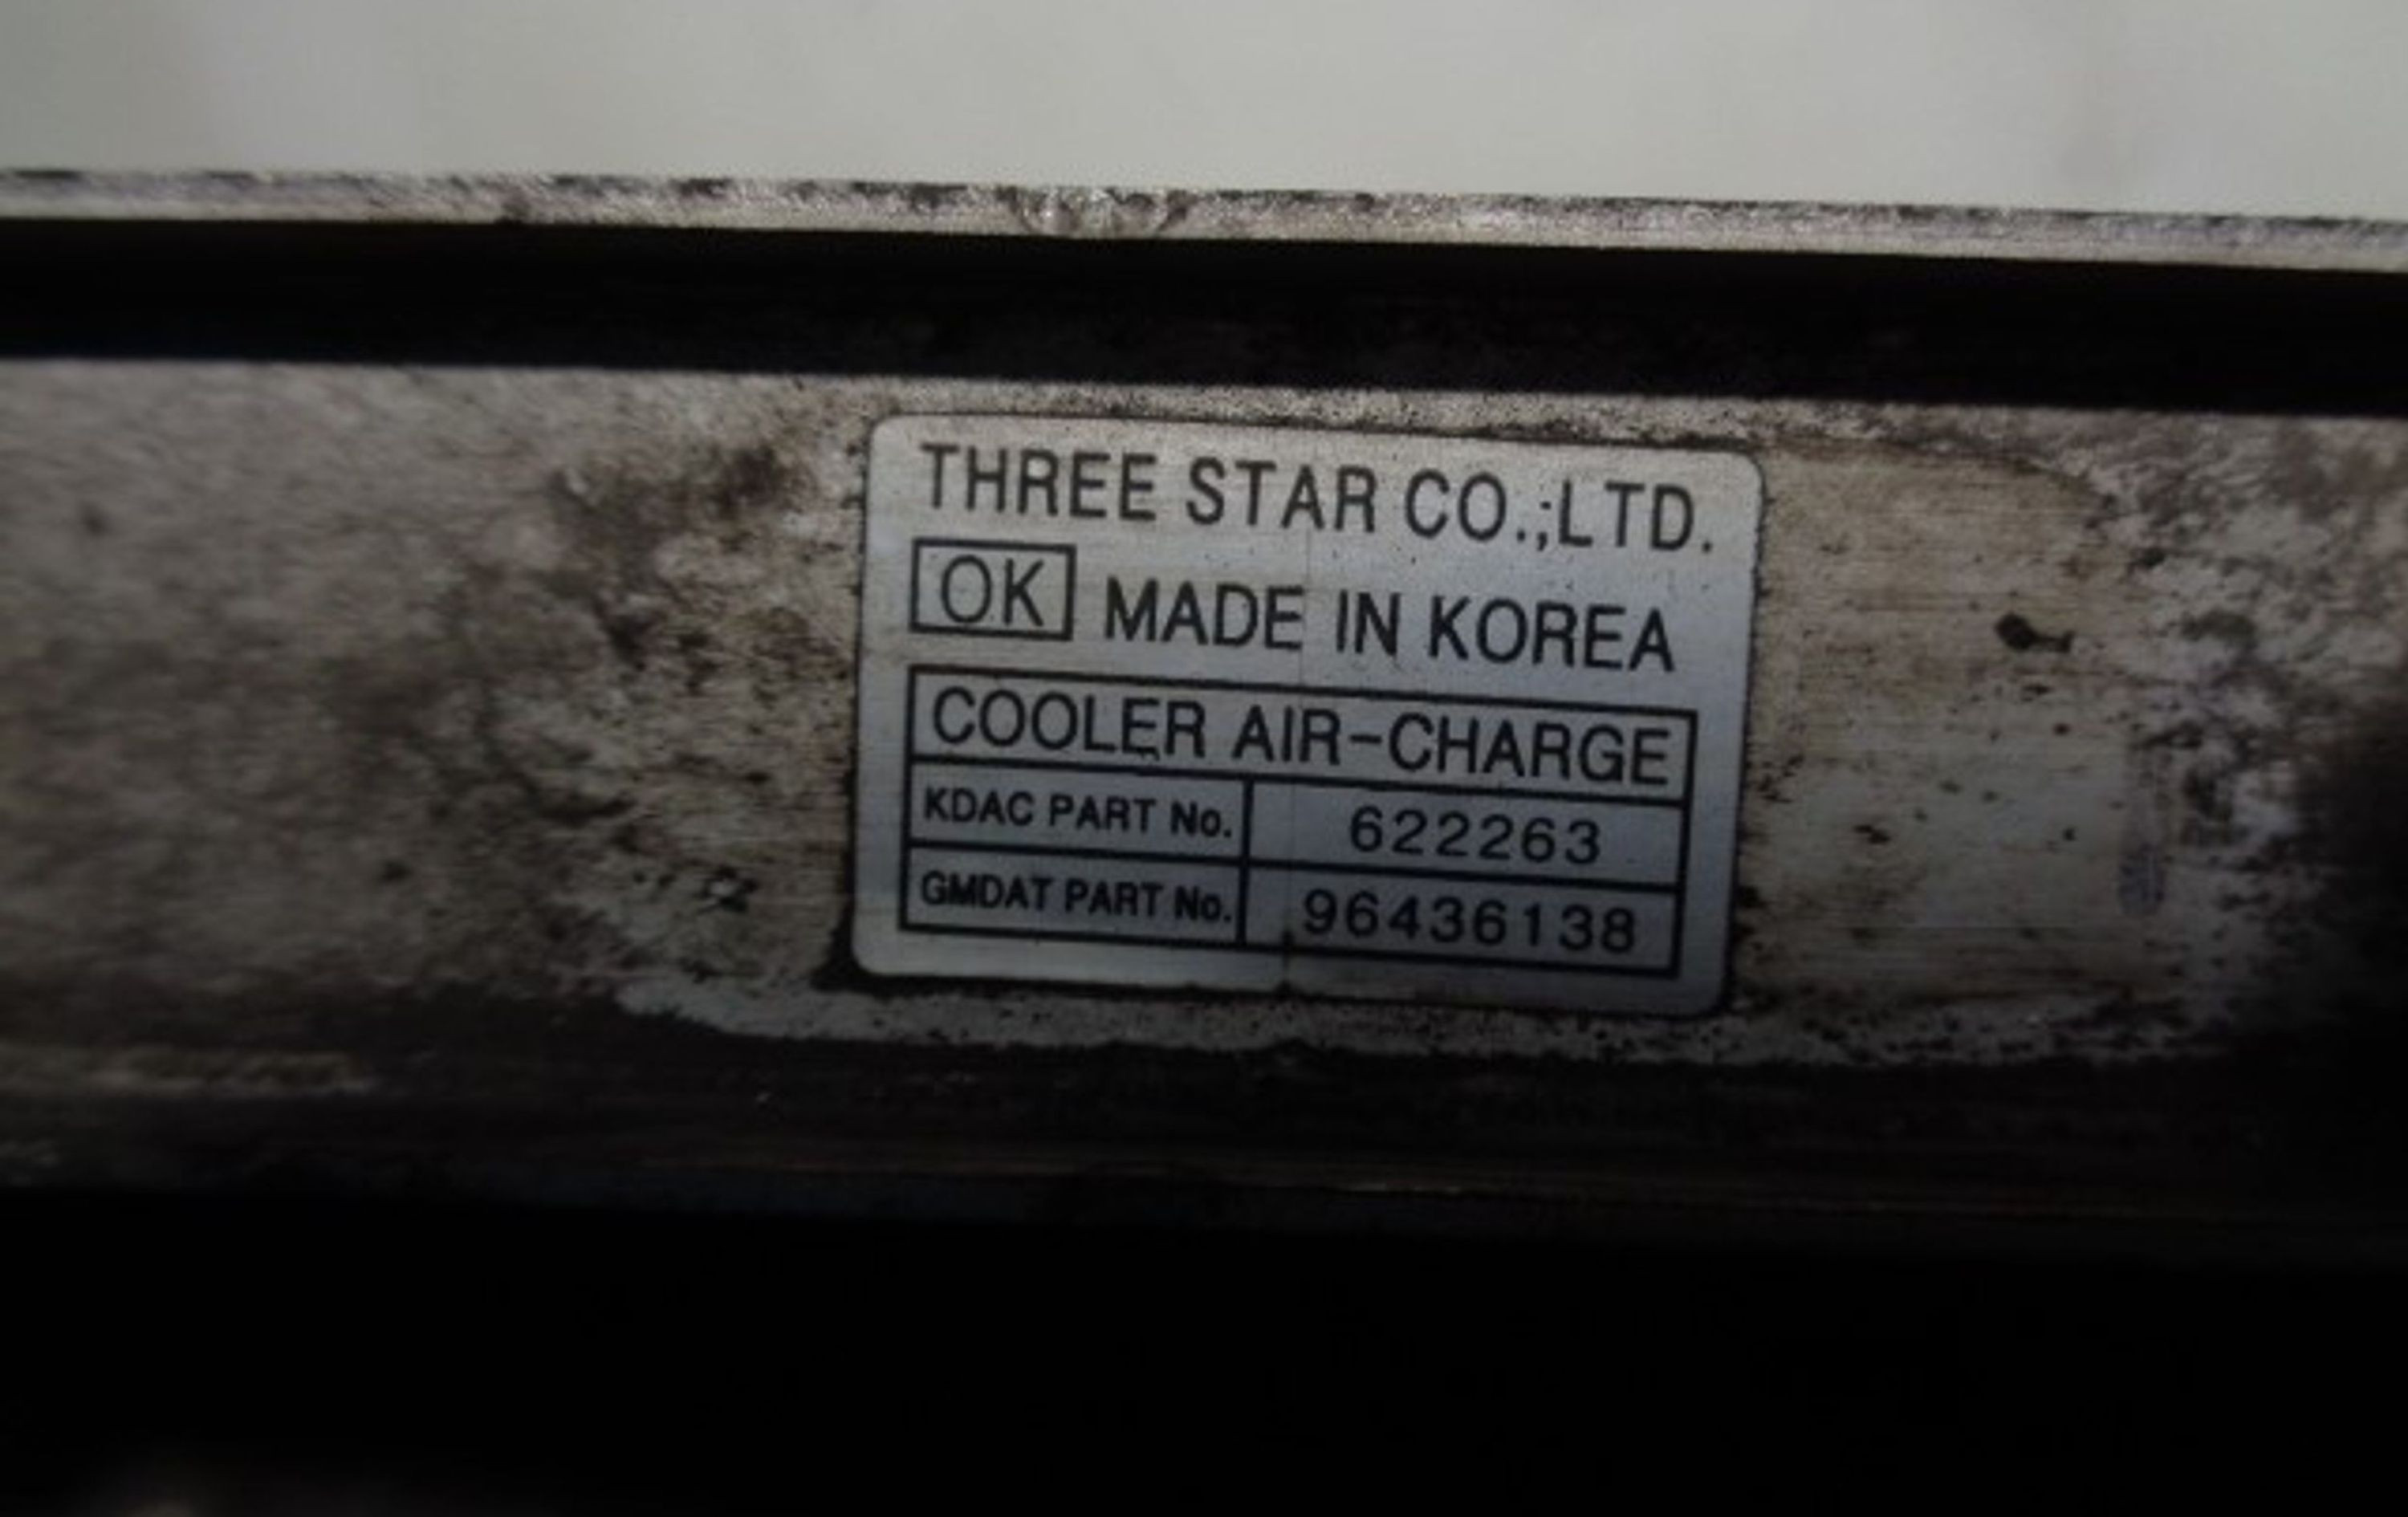 THREE STAR CO.,;LTD.
OK MADE IN KOREA
COOLER AIR-CHARGE
KDAC PART No. 622263
GMDAT PART No. 96436138